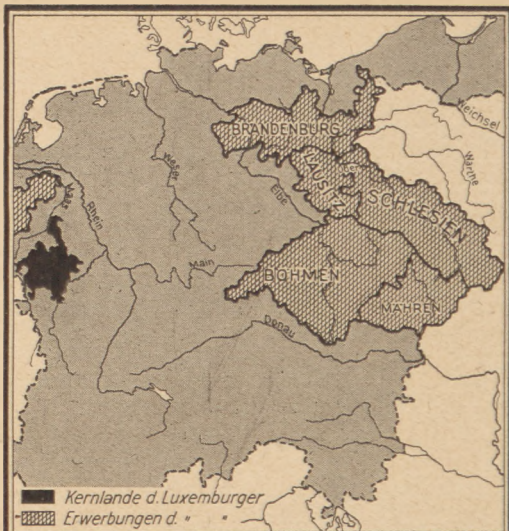 Weichsel
BRANDENBURG
Warthe
LAUSITZ
Weser
Elbe
SCHLESIEN
Maas
Rhein
Main
BÖHMEN
MÄHREN
Donau
Kernlande d. Luxemburger
Erwerbungen d. " "